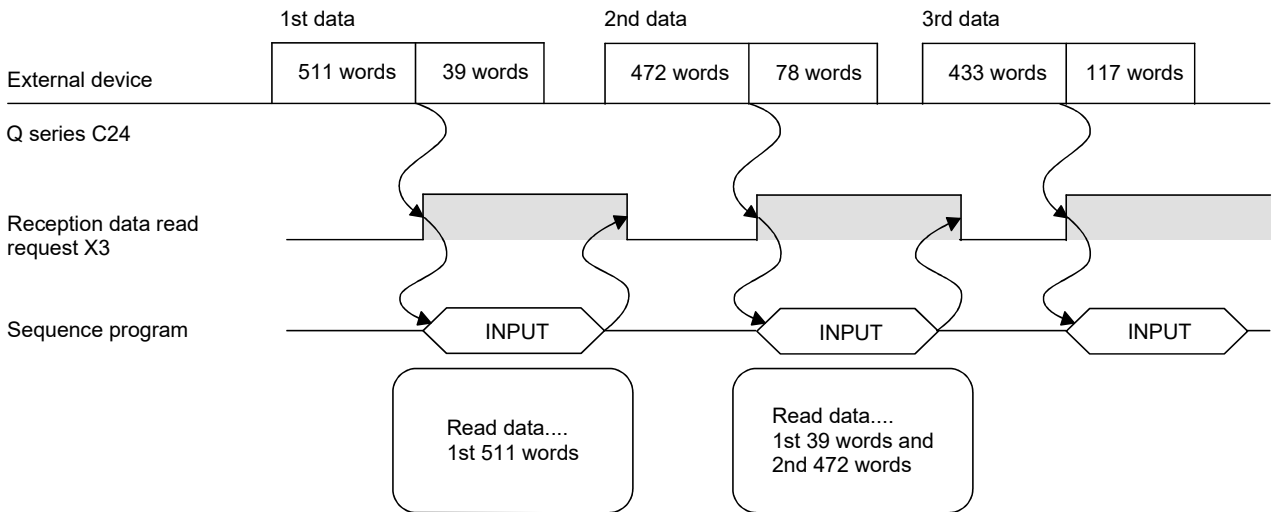 1st data
2nd data
3rd data
External device
511 words
39 words
472 words
78 words
433 words
117 words
Q series C24
Reception data read
request X3
Sequence program
INPUT
INPUT
INPUT
Read data....
1st 511 words
Read data....
1st 39 words and
2nd 472 words